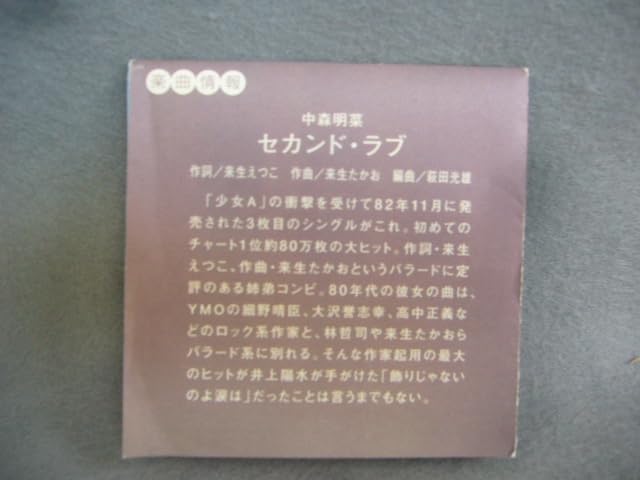 楽曲情報
中森明菜
セカンド・ラブ
作詞／来生えつこ 作曲／来生たかお 編曲／萩田光雄
「少女A」の衝撃を受けて82年11月に発
売された3枚目のシングルがこれ。初めての
チャート1位約80万枚の大ヒット。作詞・来生
えつこ、作曲・来生たかおというバラードに定
評のある姉弟コンビ。80年代の彼女の曲は、
YMOの細野晴臣、大沢誉志幸、高中正義な
どのロック系作家と、林哲司や来生たかおら
バラード系に別れる。そんな作家起用の最大
のヒットが井上陽水が手がけた「飾りじゃない
のよ涙は」だったことは言うまでもない。